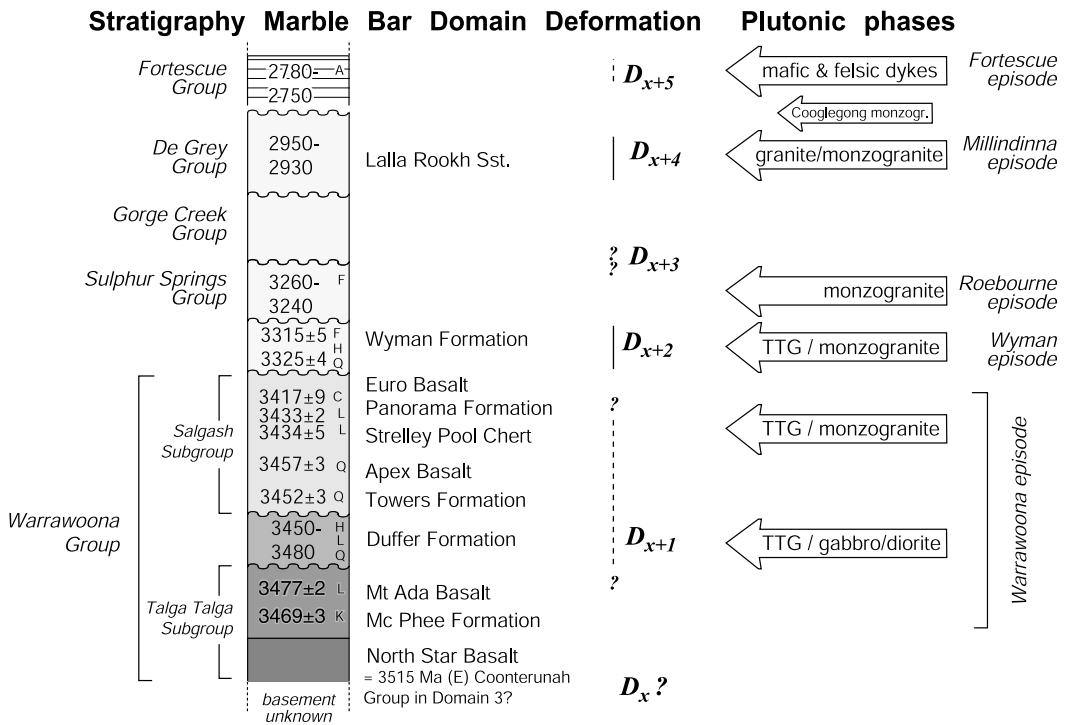 Stratigraphy Marble Bar Domain Deformation Plutonic phases
Fortescue
Group
2780-
2750
A
D x+5
mafic & felsic dykes
Fortescue
episode
Cooglegong monzogr.
De Grey
Group
2950-
2930
Lalla Rookh Sst.
D x+4
granite/monzogranite
Millindinna
episode
Gorge Creek
Group
?
?
D x+3
Sulphur Springs
Group
3260-
3240
F
monzogranite
Roebourne
episode
3315±5 F
H
3325±4 Q
Wyman Formation
D x+2
TTG / monzogranite
Wyman
episode
Warrawoona
Group
Salgash
Subgroup
3417±9 C
3433±2 L
3434±5 L
3457±3 Q
3452±3 Q
Euro Basalt
Panorama Formation
Strelley Pool Chert
Apex Basalt
Towers Formation
?
TTG / monzogranite
Warrawoona episode
3450-
3480
H
L
Q
Duffer Formation
D x+1
TTG / gabbro/diorite
?
Talga Talga
Subgroup
3477±2 L
3469±3 K
Mt Ada Basalt
Mc Phee Formation
North Star Basalt
= 3515 Ma (E) Coonterunah
Group in Domain 3?
D x ?
basement
unknown